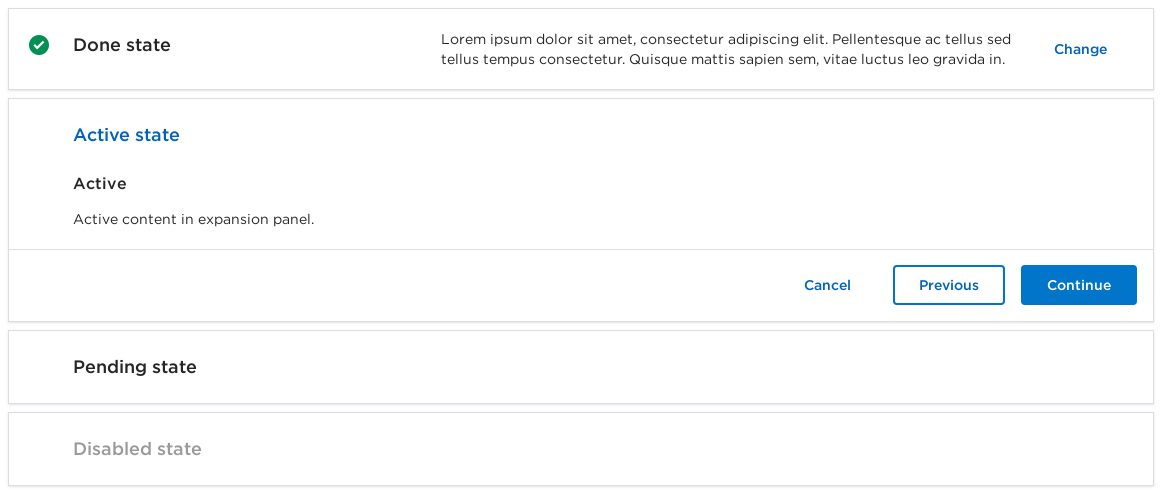 Done state
Lorem ipsum dolor sit amet, consectetur adipiscing elit. Pellentesque ac tellus sed
tellus tempus consectetur. Quisque mattis sapien sem, vitae luctus leo gravida in.
Change
Active state
Active
Active content in expansion panel.
Cancel
Previous
Continue
Pending state
Disabled state